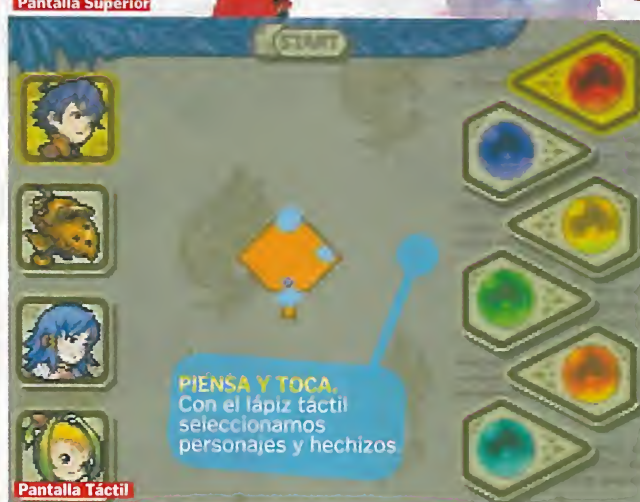 Pantalla Superior
START
PIENSA Y TOCA.
Con el lápiz táctil
seleccionamos
personajes y hechizos
Pantalla Táctil